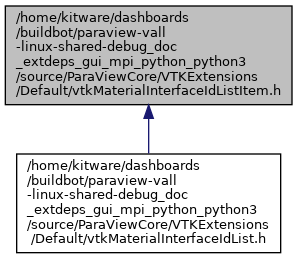 /home/kitware/dashboards
/buildbot/paraview-vall
-linux-shared-debug_doc
_extdeps_gui_mpi_python_python3
/source/ParaViewCore/VTKExtensions
/Default/vtkMaterialInterfaceIdListItem.h
/home/kitware/dashboards
/buildbot/paraview-vall
-linux-shared-debug_doc
_extdeps_gui_mpi_python_python3
/source/ParaViewCore/VTKExtensions
/Default/vtkMaterialInterfaceIdList.h